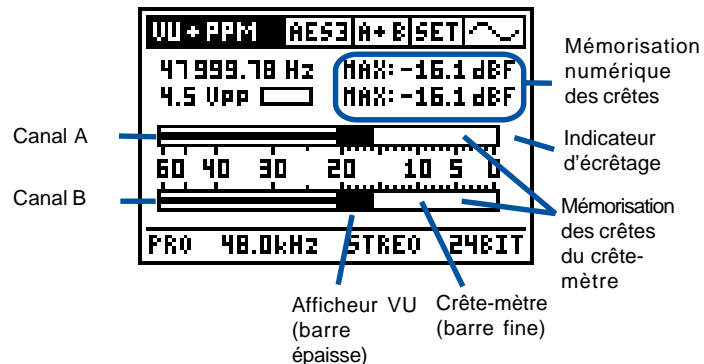 VU + PPM AES3 A+B SET
47999.78 Hz MAX: -16.1 dBF
4.5 Vpp MAX: -16.1 dBF
60 40 30 20 10 5 0
PRO 48.0kHz STREO 24BIT
Mémorisation
numérique
des crêtes
Canal A
Indicateur
d'écrêtage
Canal B
Mémorisation
des crêtes
du crête-
mètre
Afficheur VU
(barre
épaisse)
Crête-mètre
(barre fine)